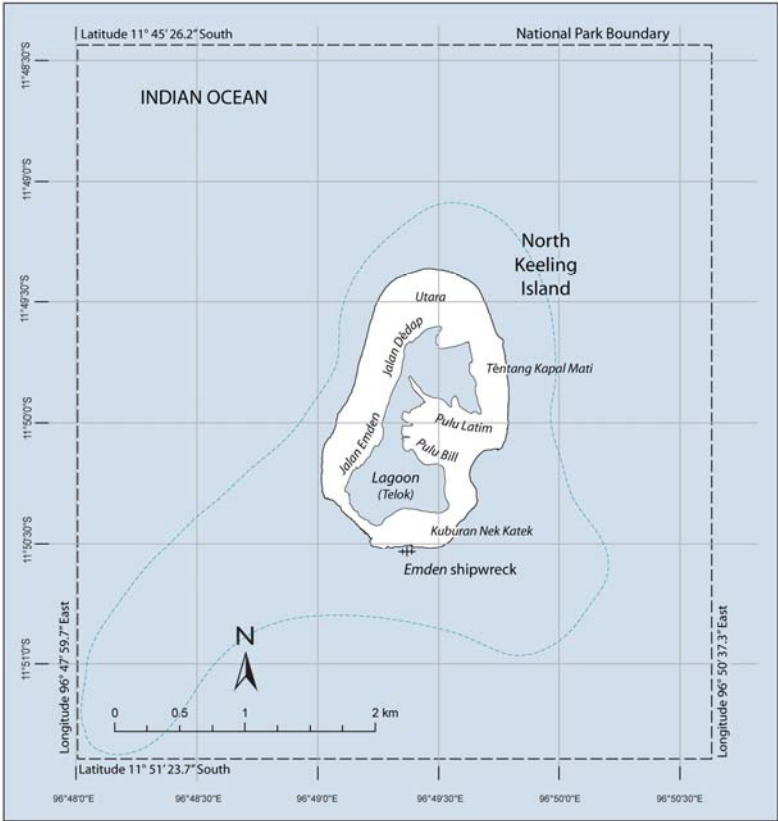 Latitude 11° 45’ 26.2” South
National Park Boundary
11°48'30"S
INDIAN OCEAN
11°49'0"S
North
Keeling
Island
11°49'30"S
Utara
Jalan Dĕdap
Tĕntang Kapal Mati
11°50'0"S
Pulu Latim
Jalan Emden
Pulu Bill
Lagoon
(Telok)
Kuburan Nek Katek
11°50'30"S
Emden shipwreck
Longitude 96° 47’ 59.7” East
Longitude 96° 50’ 37.3” East
N
11°51'0"S
0 0.5 1 2 km
Latitude 11° 51’ 23.7” South
96°48'0"E 96°48'30"E 96°49'0"E 96°49'30"E 96°50'0"E 96°50'30"E